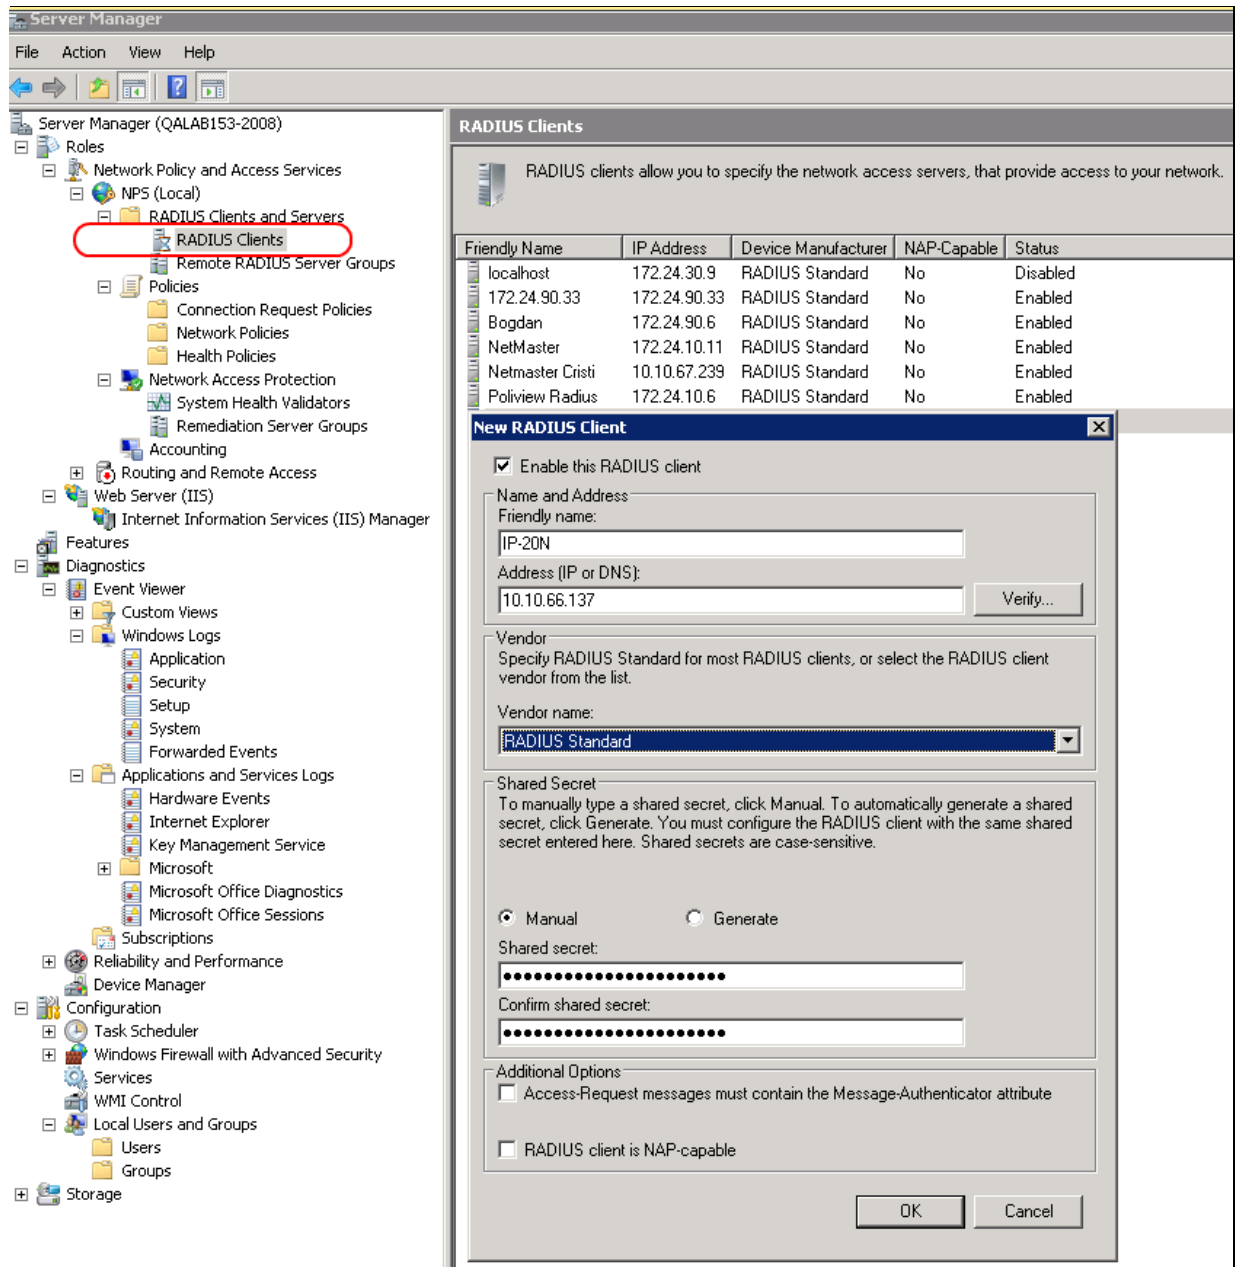 Server Manager
File Action View Help
Server Manager (QALAB153-2008)
Roles
Network Policy and Access Services
NPS (Local)
RADIUS Clients and Servers
RADIUS Clients
Remote RADIUS Server Groups
Policies
Connection Request Policies
Network Policies
Health Policies
Network Access Protection
System Health Validators
Remediation Server Groups
Accounting
Routing and Remote Access
Web Server (IIS)
Internet Information Services (IIS) Manager
Features
Diagnostics
Event Viewer
Custom Views
Windows Logs
Application
Security
Setup
System
Forwarded Events
Applications and Services Logs
Hardware Events
Internet Explorer
Key Management Service
Microsoft
Microsoft Office Diagnostics
Microsoft Office Sessions
Subscriptions
Reliability and Performance
Device Manager
Configuration
Task Scheduler
Windows Firewall with Advanced Security
Services
WMI Control
Local Users and Groups
Users
Groups
Storage
RADIUS Clients
RADIUS clients allow you to specify the network access servers, that provide access to your network.
Friendly Name IP Address Device Manufacturer NAP-Capable Status
localhost 172.24.30.9 RADIUS Standard No Disabled
172.24.90.33 172.24.90.33 RADIUS Standard No Enabled
Bogdan 172.24.90.6 RADIUS Standard No Enabled
NetMaster 172.24.10.11 RADIUS Standard No Enabled
Netmaster Cristi 10.10.67.239 RADIUS Standard No Enabled
Poliview Radius 172.24.10.6 RADIUS Standard No Enabled
New RADIUS Client
Enable this RADIUS client
Name and Address
Friendly name:
IP-20N
Address (IP or DNS):
10.10.66.137
Verify...
Vendor
Specify RADIUS Standard for most RADIUS clients, or select the RADIUS client
vendor from the list.
Vendor name:
RADIUS Standard
Shared Secret
To manually type a shared secret, click Manual. To automatically generate a shared
secret, click Generate. You must configure the RADIUS client with the same shared
secret entered here. Shared secrets are case-sensitive.
Manual Generate
Shared secret:
Confirm shared secret:
Additional Options
Access-Request messages must contain the Message-Authenticator attribute
RADIUS client is NAP-capable
OK Cancel